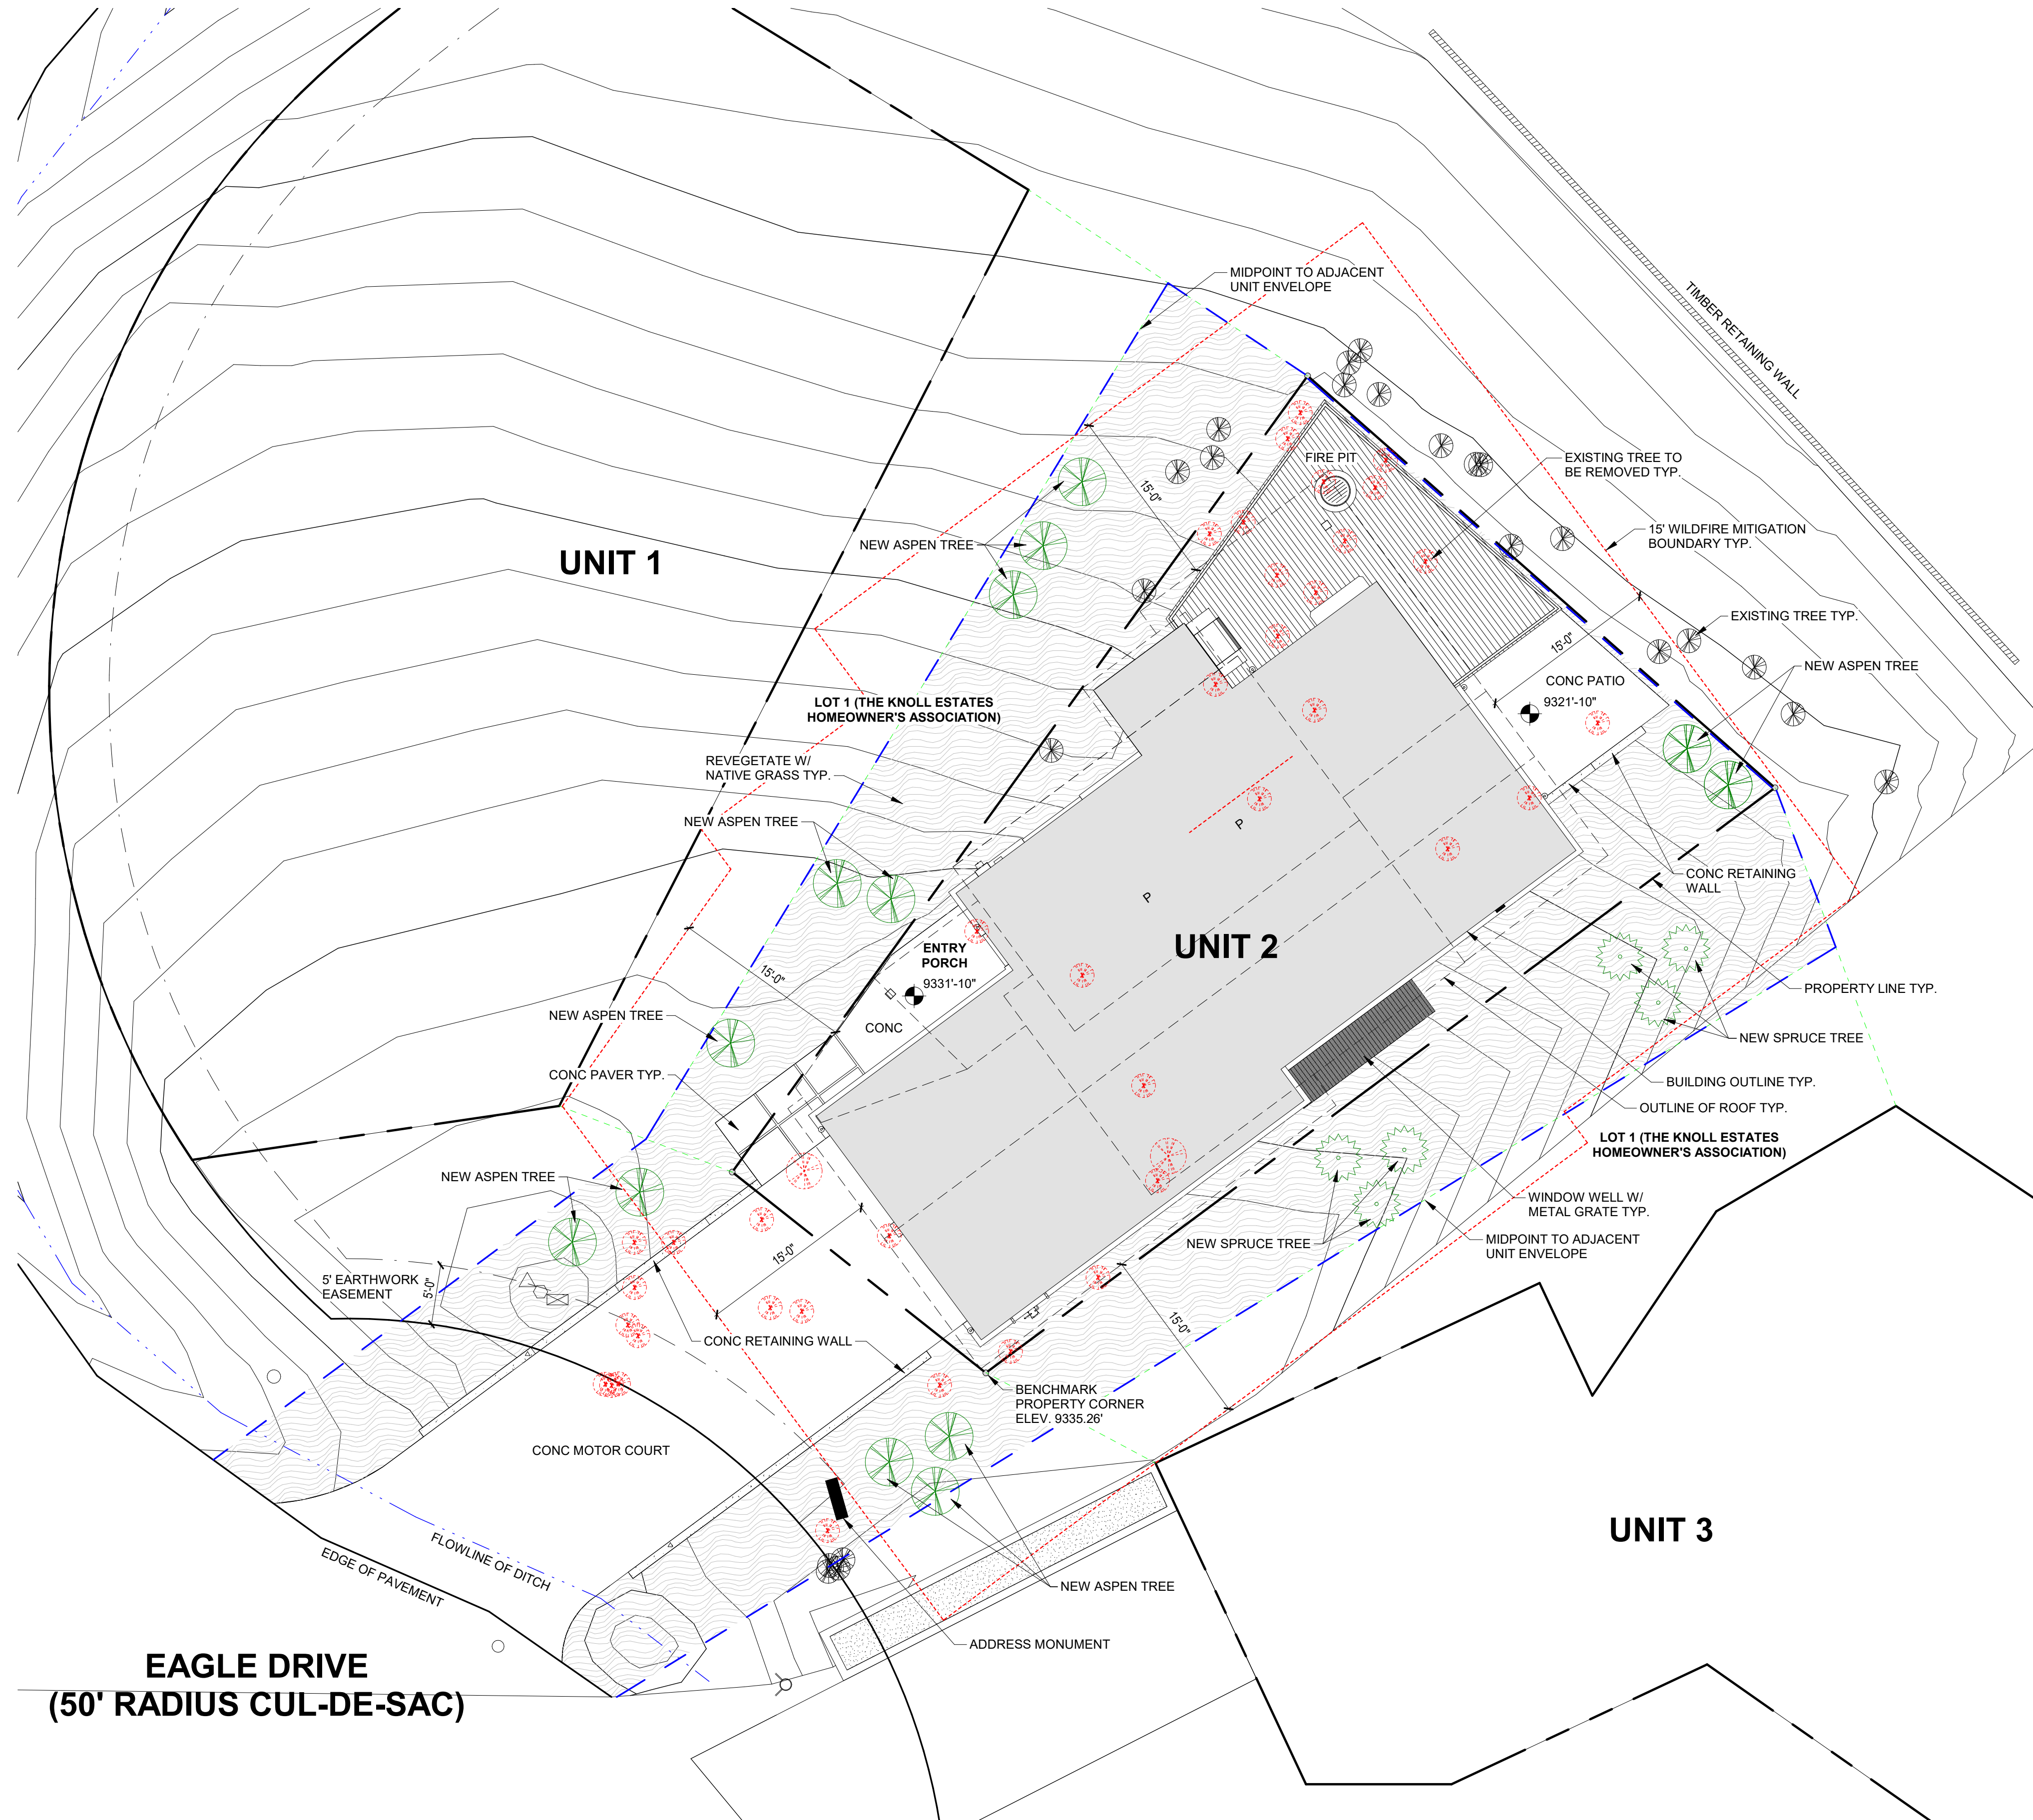 TIMBER RETAINING WALL
MIDPOINT TO ADJACENT
UNIT ENVELOPE
EXISTING TREE TO
BE REMOVED TYP.
FIRE PIT
15'-0"
15' WILDFIRE MITIGATION
BOUNDARY TYP.
NEW ASPEN TREE
UNIT 1
EXISTING TREE TYP.
15'-0"
NEW ASPEN TREE
CONC PATIO
9321'-10"
LOT 1 (THE KNOLL ESTATES
HOMEOWNER'S ASSOCIATION)
REVEGETATE W/
NATIVE GRASS TYP.
NEW ASPEN TREE
P
P
CONC RETAINING
WALL
UNIT 2
ENTRY
PORCH
9331'-10"
CONC
15'-0"
PROPERTY LINE TYP.
NEW ASPEN TREE
NEW SPRUCE TREE
CONC PAVER TYP.
BUILDING OUTLINE TYP.
OUTLINE OF ROOF TYP.
LOT 1 (THE KNOLL ESTATES
HOMEOWNER'S ASSOCIATION)
NEW ASPEN TREE
WINDOW WELL W/
METAL GRATE TYP.
NEW SPRUCE TREE
MIDPOINT TO ADJACENT
UNIT ENVELOPE
15'-0"
5' EARTHWORK
EASEMENT
5'-0"
15'-0"
CONC RETAINING WALL
BENCHMARK
PROPERTY CORNER
ELEV. 9335.26'
CONC MOTOR COURT
UNIT 3
FLOWLINE OF DITCH
EDGE OF PAVEMENT
NEW ASPEN TREE
ADDRESS MONUMENT
EAGLE DRIVE
(50' RADIUS CUL-DE-SAC)